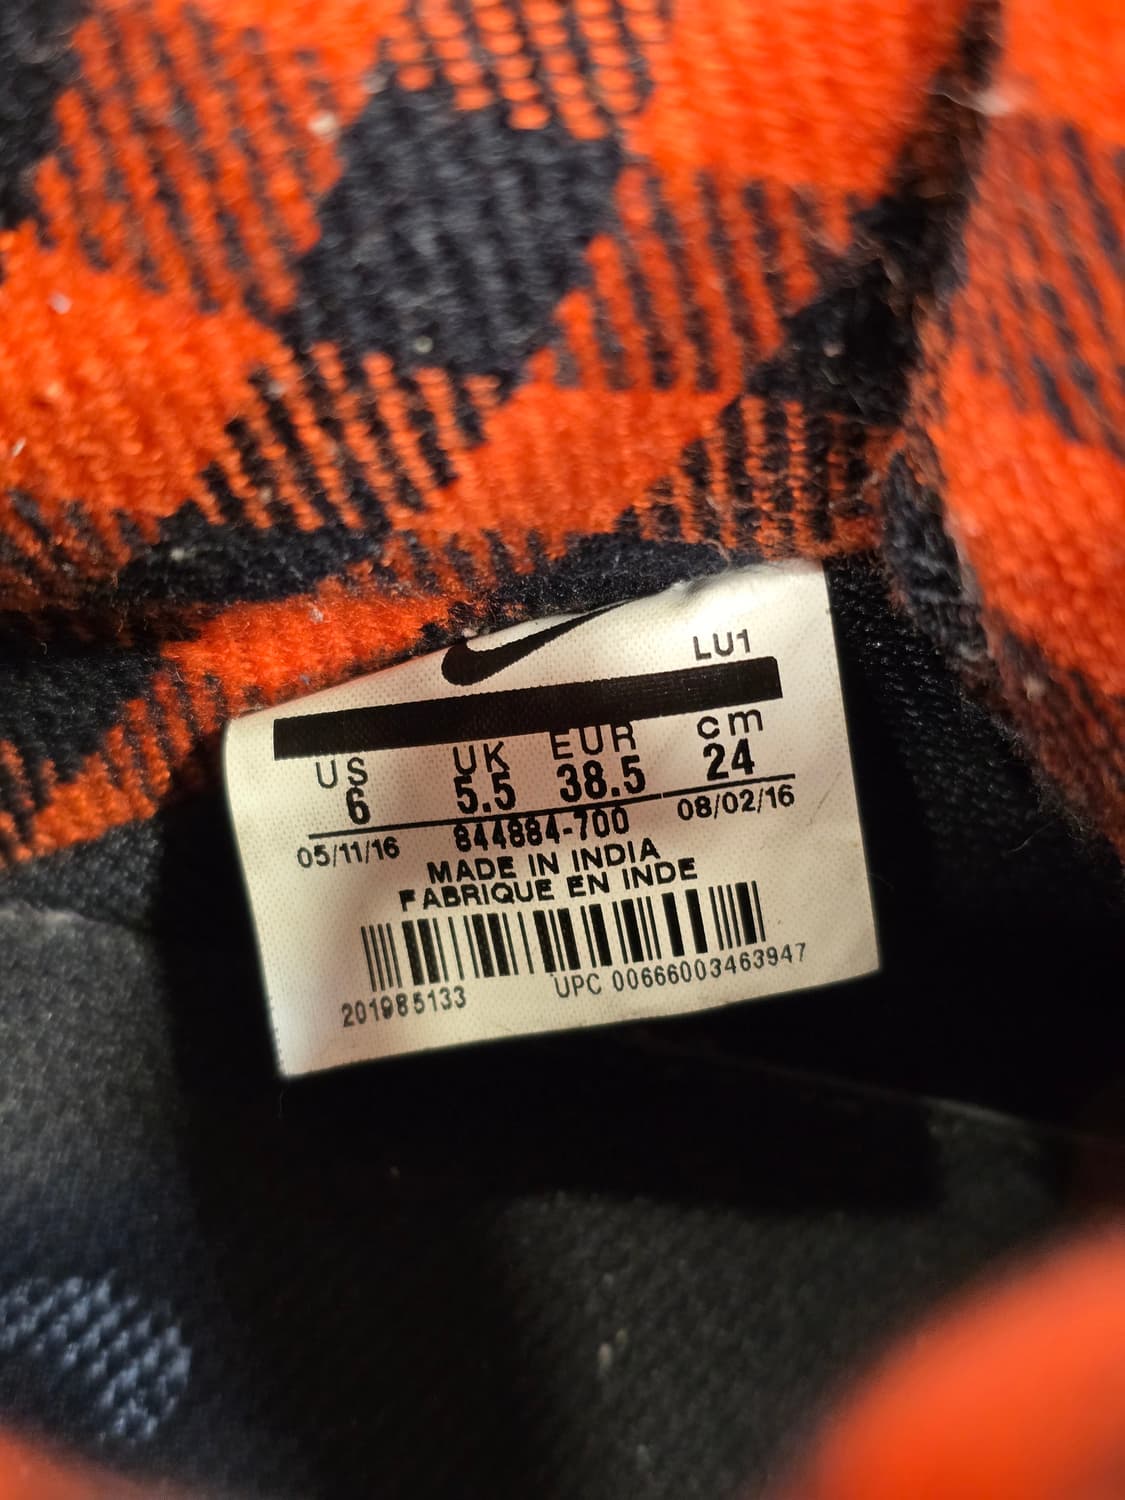 LU1
US UK EUR cm
6 5.5 38.5 24
05/11/16 844884-700 08/02/16
MADE IN INDIA
FABRIQUE EN INDE
201985133 UPC 00666003463947